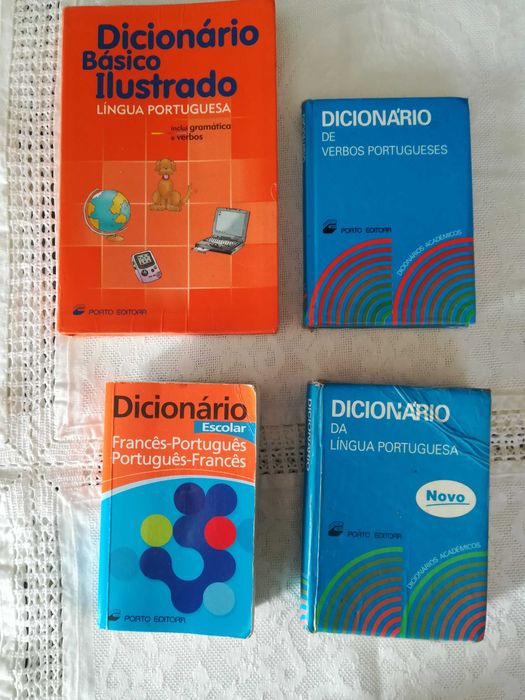 Dicionário
Básico
Ilustrado
LÍNGUA PORTUGUESA
inclui gramática
e verbos
PORTO EDITORA
DICIONÁRIO
DE
VERBOS PORTUGUESES
PORTO EDITORA
DICIONÁRIOS ACADÉMICOS
Dicionário
Escolar
Francês-Português
Português-Francês
PORTO EDITORA
DICIONÁRIO
DICIONÁRIO
DA
LÍNGUA PORTUGUESA
Novo
PORTO EDITORA
DICIONÁRIOS ACADÉMICOS